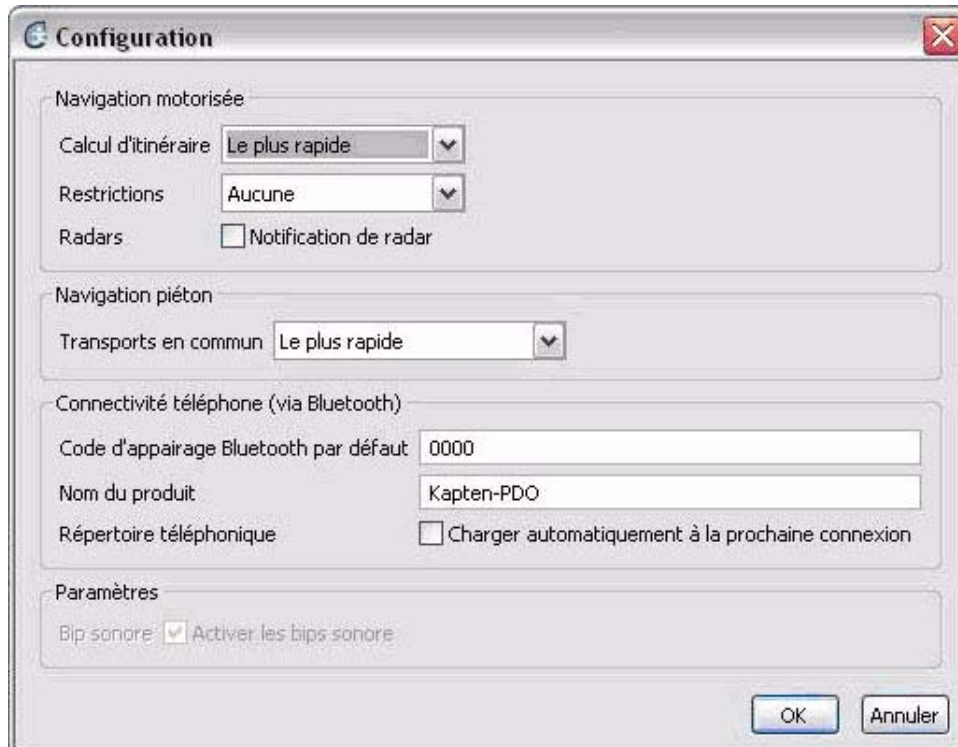 Configuration
Navigation motorisée
Calcul d'itinéraire Le plus rapide
Restrictions Aucune
Radars Notification de radar
Navigation piéton
Transports en commun Le plus rapide
Connectivité téléphone (via Bluetooth)
Code d'appairage Bluetooth par défaut 0000
Nom du produit Kapten-PDO
Répertoire téléphonique Charger automatiquement à la prochaine connexion
Paramètres
Bip sonore Activer les bips sonore
OK Annuler